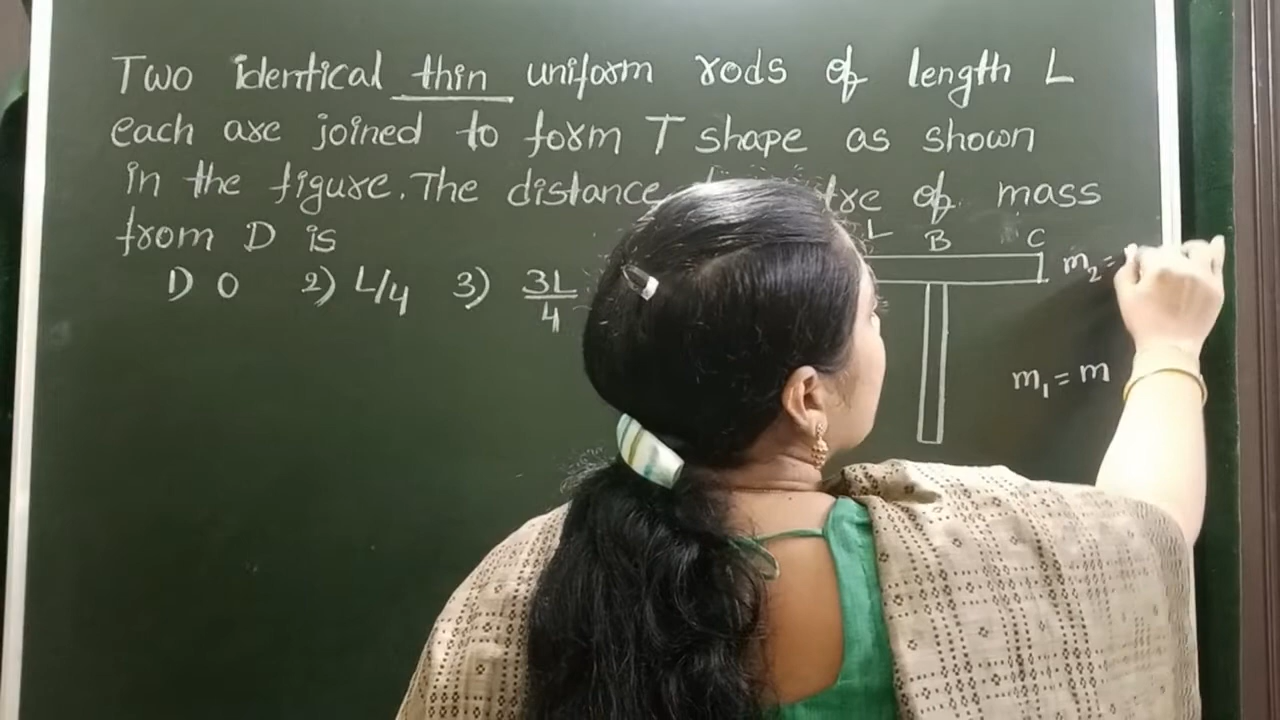 Two identical thin uniform rods of length L
each are joined to form T shape as shown
in the figure. The distance of mass
from D is
1) 0 2) L/4 3) 3L/4
L B C
m₂ =
m₁ = m